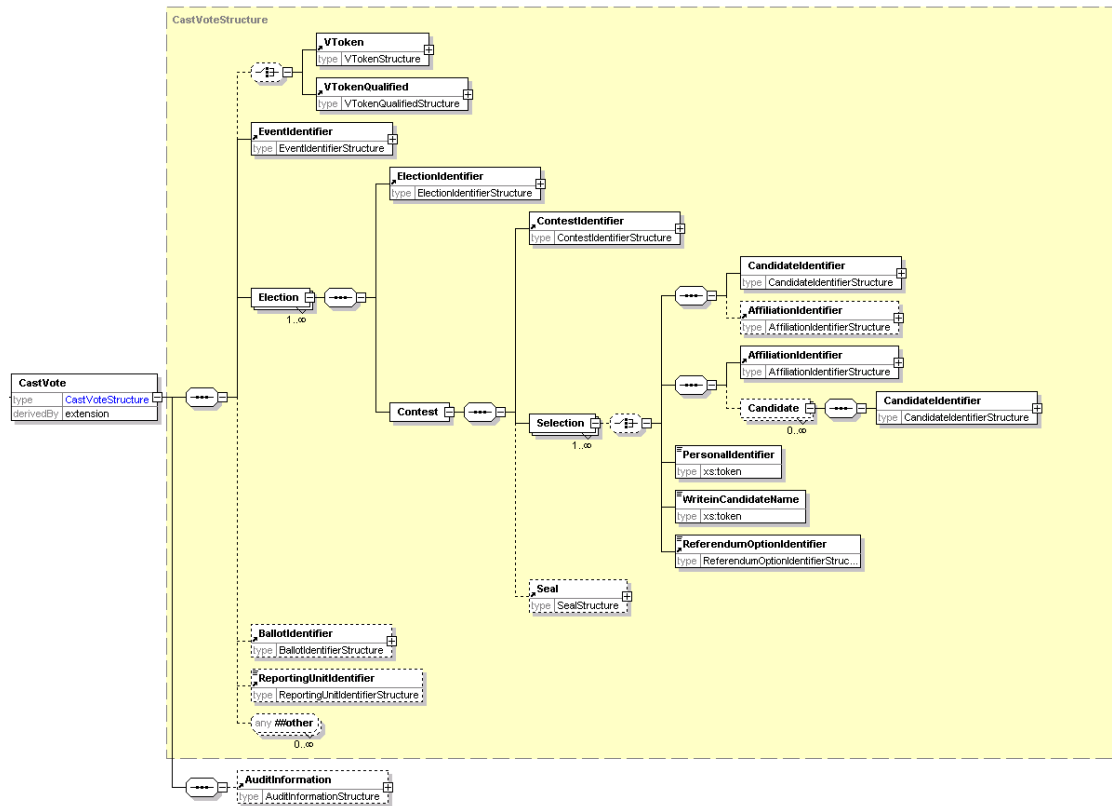 CastVoteStructure
VToken
type VTokenStructure
VTokenQualified
type VTokenQualifiedStructure
EventIdentifier
type EventIdentifierStructure
ElectionIdentifier
type ElectionIdentifierStructure
ContestIdentifier
type ContestIdentifierStructure
CandidateIdentifier
type CandidateIdentifierStructure
Election
1..∞
AffiliationIdentifier
type AffiliationIdentifierStructure
AffiliationIdentifier
type AffiliationIdentifierStructure
CastVote
type CastVoteStructure
derivedBy extension
Contest
Selection
1..∞
Candidate
0..∞
CandidateIdentifier
type CandidateIdentifierStructure
PersonalIdentifier
type xs:token
WriteinCandidateName
type xs:token
ReferendumOptionIdentifier
type ReferendumOptionIdentifierStruc...
Seal
type SealStructure
BallotIdentifier
type BallotIdentifierStructure
ReportingUnitIdentifier
type ReportingUnitIdentifierStructure
any ##other
0..∞
AuditInformation
type AuditInformationStructure